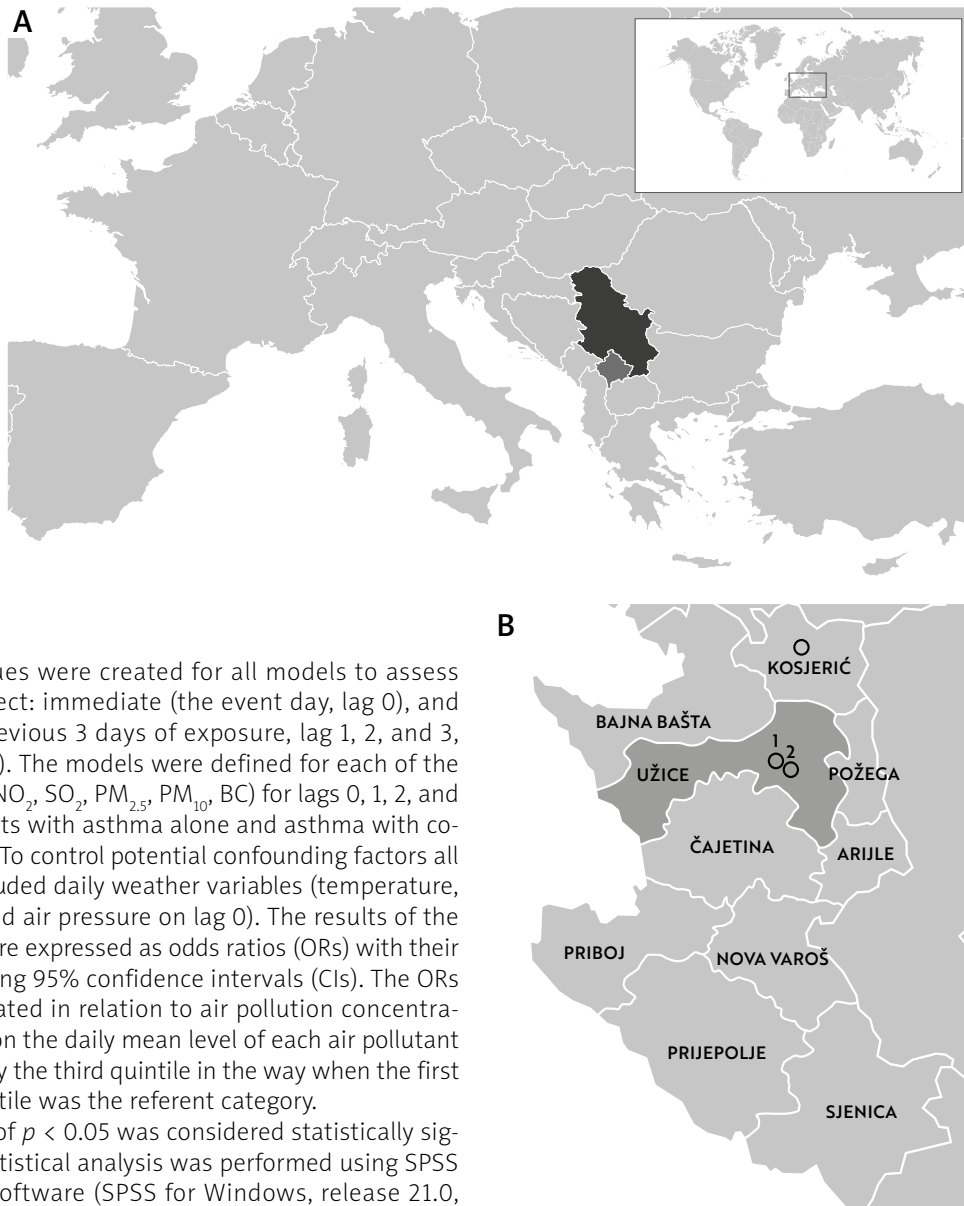 A
B
ues were created for all models to assess
ect: immediate (the event day, lag 0), and
evious 3 days of exposure, lag 1, 2, and 3,
). The models were defined for each of the
NO₂, SO₂, PM₂.₅, PM₁₀, BC) for lags 0, 1, 2, and
ts with asthma alone and asthma with co-
To control potential confounding factors all
uded daily weather variables (temperature,
d air pressure on lag 0). The results of the
re expressed as odds ratios (ORs) with their
ng 95% confidence intervals (CIs). The ORs
ated in relation to air pollution concentra-
on the daily mean level of each air pollutant
y the third quintile in the way when the first
tile was the referent category.
of p < 0.05 was considered statistically sig-
tistical analysis was performed using SPSS
oftware (SPSS for Windows, release 21.0,
KOSJERIĆ
BAJNA BAŠTA
1
2
UŽICE
POŽEGA
ČAJETINA
ARIJLE
PRIBOJ
NOVA VAROŠ
PRIJEPOLJE
SJENICA